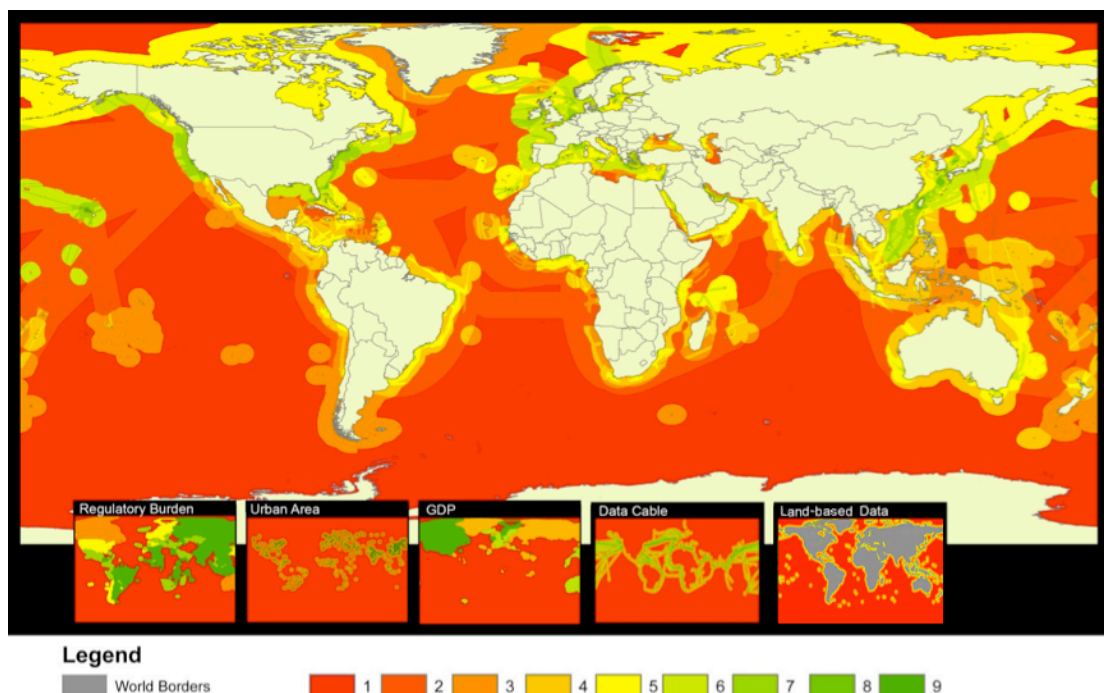 Regulatory Burden
Urban Area
GDP
Data Cable
Land-based Data
Legend
World Borders
1 2 3 4 5 6 7 8 9